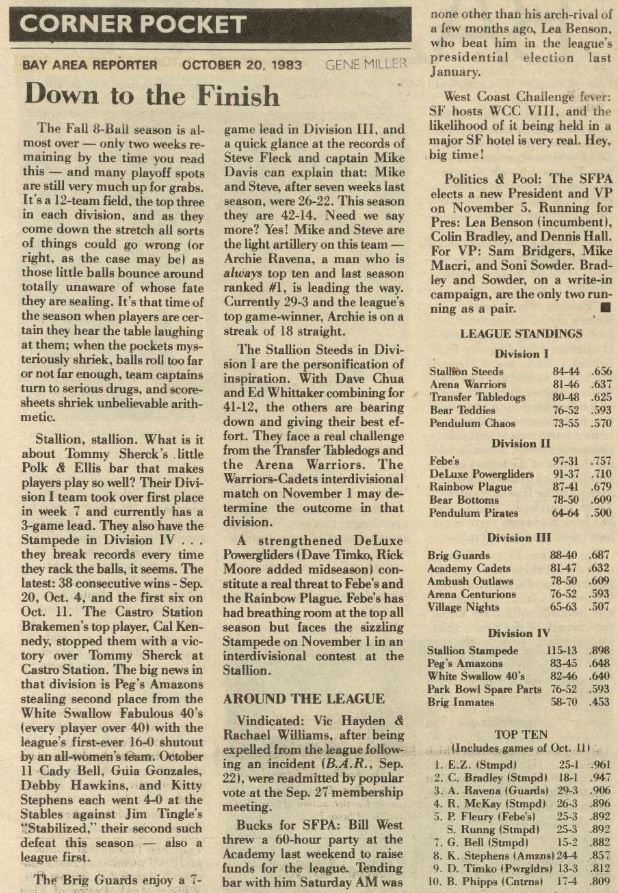 CORNER POCKET
BAY AREA REPORTER OCTOBER 20, 1983 GENE MILLER
Down to the Finish
The Fall 8-Ball season is al-
most over — only two weeks re-
maining by the time you read
this — and many playoff spots
are still very much up for grabs.
It's a 12-team field, the top three
in each division, and as they
come down the stretch all sorts
of things could go wrong (or
right, as the case may be) as
those little balls bounce around
totally unaware of whose fate
they are sealing. It's that time of
the season when players are cer-
tain they hear the table laughing
at them; when the pockets mys-
teriously shriek, balls roll too far
or not far enough, team captains
turn to serious drugs, and score-
sheets shriek unbelievable arith-
metic.
Stallion, stallion. What is it
about Tommy Sherck's little
Polk & Ellis bar that makes
players play so well? Their Divi-
sion I team took over first place
in week 7 and currently has a
3-game lead. They also have the
Stampede in Division IV . . .
they break records every time
they rack the balls, it seems. The
latest: 38 consecutive wins - Sep.
20, Oct. 4, and the first six on
Oct. 11. The Castro Station
Brakemen's top player, Cal Ken-
nedy, stopped them with a vic-
tory over Tommy Sherck at
Castro Station. The big news in
that division is Peg's Amazons
stealing second place from the
White Swallow Fabulous 40's
(every player over 40) with the
league's first-ever 16-0 shutout
by an all-women's team. October
11 Cady Bell, Guia Gonzales,
Debby Hawkins, and Kitty
Stephens each went 4-0 at the
Stables against Jim Tingle's
"Stabilized," their second such
defeat this season — also a
league first.
The Brig Guards enjoy a 7-
game lead in Division III, and
a quick glance at the records of
Steve Fleck and captain Mike
Davis can explain that: Mike
and Steve, after seven weeks last
season, were 26-22. This season
they are 42-14. Need we say
more? Yes! Mike and Steve are
the light artillery on this team —
Archie Ravena, a man who is
always top ten and last season
ranked #1, is leading the way.
Currently 29-3 and the league's
top game-winner, Archie is on a
streak of 18 straight.
The Stallion Steeds in Divi-
sion I are the personification of
inspiration. With Dave Chua
and Ed Whittaker combining for
41-12, the others are bearing
down and giving their best ef-
fort. They face a real challenge
from the Transfer Tabledogs and
the Arena Warriors. The
Warriors-Cadets interdivisional
match on November 1 may de-
termine the outcome in that
division.
A strengthened DeLuxe
Powergliders (Dave Timko, Rick
Moore added midseason) con-
stitute a real threat to Febe's and
the Rainbow Plague. Febe's has
had breathing room at the top all
season but faces the sizzling
Stampede on November 1 in an
interdivisional contest at the
Stallion.
AROUND THE LEAGUE
Vindicated: Vic Hayden &
Rachael Williams, after being
expelled from the league follow-
ing an incident (B.A.R., Sep.
22), were readmitted by popular
vote at the Sep. 27 membership
meeting.
Bucks for SFPA: Bill West
threw a 60-hour party at the
Academy last weekend to raise
funds for the league. Tending
bar with him Saturday AM was
none other than his arch-rival of
a few months ago, Lea Benson,
who beat him in the league's
presidential election last
January.
West Coast Challenge fever:
SF hosts WCC VIII, and the
likelihood of it being held in a
major SF hotel is very real. Hey,
big time!
Politics & Pool: The SFPA
elects a new President and VP
on November 5. Running for
Pres: Lea Benson (incumbent),
Colin Bradley, and Dennis Hall.
For VP: Sam Bridgers, Mike
Macri, and Soni Sowder. Brad-
ley and Sowder, on a write-in
campaign, are the only two run-
ning as a pair. ■
LEAGUE STANDINGS
Division I
Stallion Steeds 84-44 .656
Arena Warriors 81-46 .637
Transfer Tabledogs 80-48 .625
Bear Teddies 76-52 .593
Pendulum Chaos 73-55 .570
Division II
Febe's 97-31 .757
DeLuxe Powergliders 91-37 .710
Rainbow Plague 87-41 .679
Bear Bottoms 78-50 .609
Pendulum Pirates 64-64 .500
Division III
Brig Guards 88-40 .687
Academy Cadets 81-47 .632
Ambush Outlaws 78-50 .609
Arena Centurions 76-52 .593
Village Nights 65-63 .507
Division IV
Stallion Stampede 115-13 .898
Peg's Amazons 83-45 .648
White Swallow 40's 82-46 .640
Park Bowl Spare Parts 76-52 .593
Brig Inmates 58-70 .453
TOP TEN
(Includes games of Oct. 11)
1. E.Z. (Stmpd) 25-1 .961
2. C. Bradley (Stmpd) 18-1 .947
3. A. Ravena (Guards) 29-3 .906
4. R. McKay (Stmpd) 26-3 .896
5. P. Fleury (Febe's) 25-3 .892
S. Runng (Stmpd) 25-3 .892
7. G. Bell (Stmpd) 15-2 .882
8. K. Stephens (Amzns) 24-4 .857
9. D. Timko (Pwrgldrs) 13-3 .812
10. B. Phipps (Cntrns) 17-4 .809